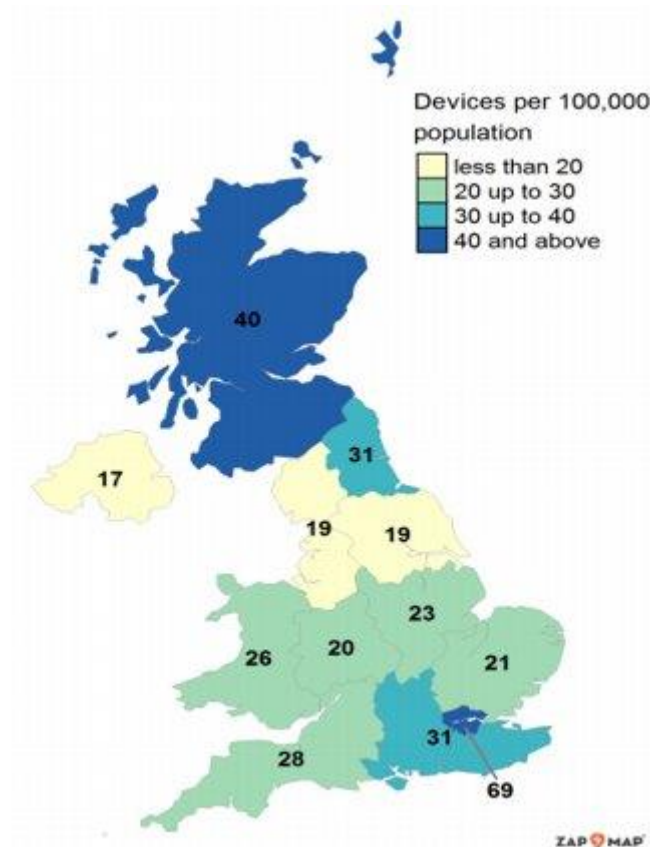 Devices per 100,000
population
less than 20
20 up to 30
30 up to 40
40 and above
40
31
17
19
19
23
26
20
21
31
28
69
ZAP MAP